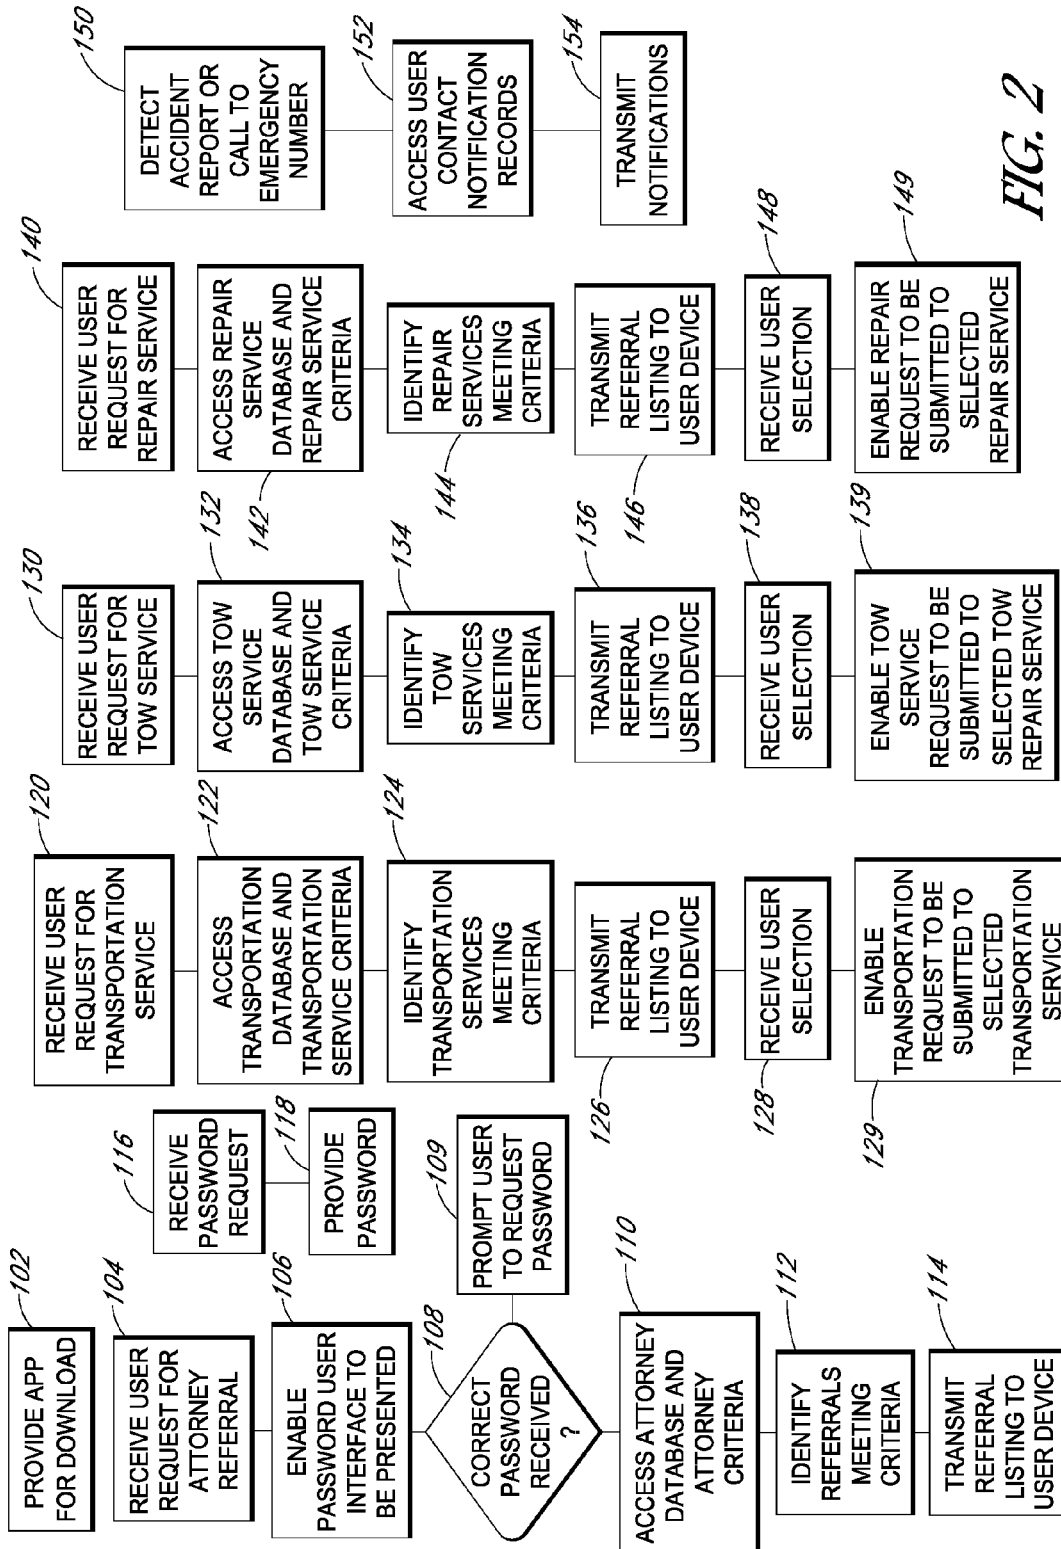 102
PROVIDE APP
FOR DOWNLOAD
104
RECEIVE USER
REQUEST FOR
ATTORNEY
REFERRAL
106
ENABLE
PASSWORD USER
INTERFACE TO
BE PRESENTED
108
CORRECT
PASSWORD
RECEIVED
?
109
PROMPT USER
TO REQUEST
PASSWORD
110
ACCESS ATTORNEY
DATABASE AND
ATTORNEY
CRITERIA
112
IDENTIFY
REFERRALS
MEETING
CRITERIA
114
TRANSMIT
REFERRAL
LISTING TO
USER DEVICE
116
RECEIVE
PASSWORD
REQUEST
118
PROVIDE
PASSWORD
120
RECEIVE USER
REQUEST FOR
TRANSPORTATION
SERVICE
122
ACCESS
TRANSPORTATION
DATABASE AND
TRANSPORTATION
SERVICE CRITERIA
124
IDENTIFY
TRANSPORTATION
SERVICES
MEETING
CRITERIA
126
TRANSMIT
REFERRAL
LISTING TO
USER DEVICE
128
RECEIVE USER
SELECTION
129
ENABLE
TRANSPORTATION
REQUEST TO BE
SUBMITTED TO
SELECTED
TRANSPORTATION
SERVICE
130
RECEIVE USER
REQUEST FOR
TOW SERVICE
132
ACCESS TOW
SERVICE
DATABASE AND
TOW SERVICE
CRITERIA
134
IDENTIFY
TOW
SERVICES
MEETING
CRITERIA
136
TRANSMIT
REFERRAL
LISTING TO
USER DEVICE
138
RECEIVE USER
SELECTION
139
ENABLE TOW
SERVICE
REQUEST TO BE
SUBMITTED TO
SELECTED TOW
REPAIR SERVICE
140
RECEIVE USER
REQUEST FOR
REPAIR SERVICE
142
ACCESS REPAIR
SERVICE
DATABASE AND
REPAIR SERVICE
CRITERIA
144
IDENTIFY
REPAIR
SERVICES
MEETING
CRITERIA
146
TRANSMIT
REFERRAL
LISTING TO
USER DEVICE
148
RECEIVE USER
SELECTION
149
ENABLE REPAIR
REQUEST TO BE
SUBMITTED TO
SELECTED
REPAIR SERVICE
150
DETECT
ACCIDENT
REPORT OR
CALL TO
EMERGENCY
NUMBER
152
ACCESS USER
CONTACT
NOTIFICATION
RECORDS
154
TRANSMIT
NOTIFICATIONS
FIG. 2